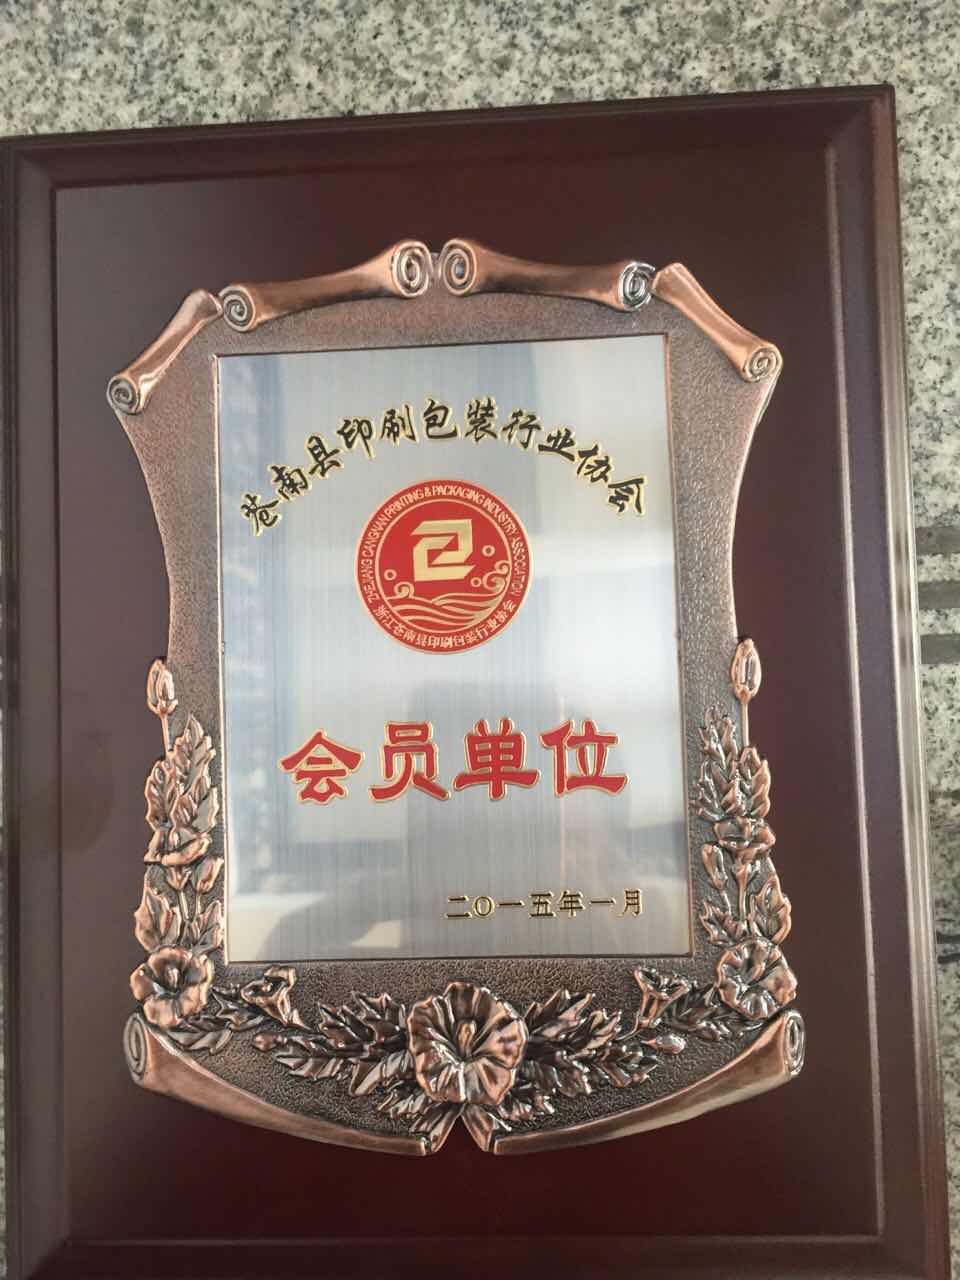 苍南县印刷包装行业协会
ZHEJIANG CANGNAN PRINTING & PACKAGING INDUSTRY ASSOCIATION
浙江苍南县印刷包装行业协会
会员单位
二〇一五年一月